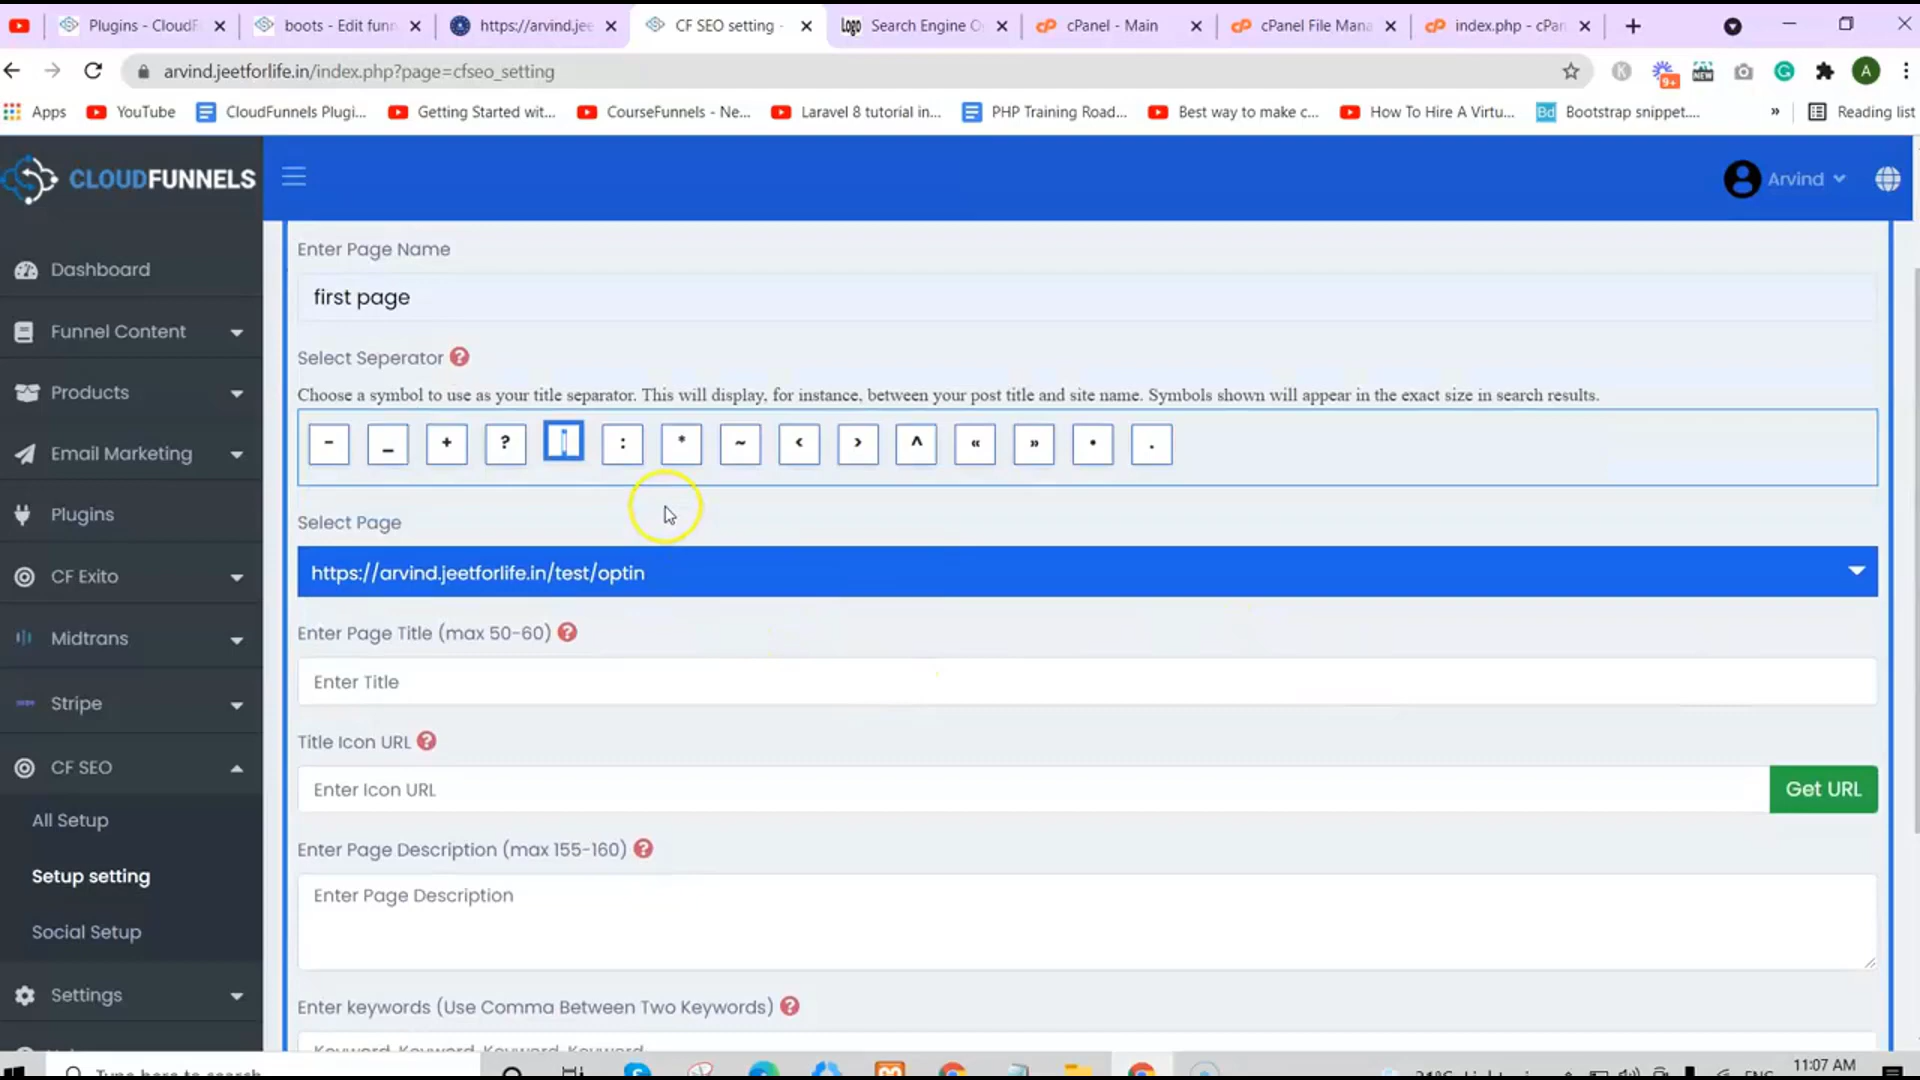 Plugins - CloudF
boots - Edit funn
https://arvind.jee
CF SEO setting -
Logo Search Engine O
cPanel - Main
cPanel File Mana
index.php - cPan
arvind.jeetforlife.in/index.php?page=cfseo_setting
9+
NEW
A
Apps
YouTube
CloudFunnels Plugi...
Getting Started wit...
CourseFunnels - Ne...
Laravel 8 tutorial in...
PHP Training Road...
Best way to make c...
How To Hire A Virtu...
Bd Bootstrap snippet....
»
Reading list
CLOUDFUNNELS
Arvind
Dashboard
Funnel Content
Products
Email Marketing
Plugins
CF Exito
Midtrans
Stripe
CF SEO
All Setup
Setup setting
Social Setup
Settings
Enter Page Name
first page
Select Seperator ?
Choose a symbol to use as your title separator. This will display, for instance, between your post title and site name. Symbols shown will appear in the exact size in search results.
- _ + ? | : * ~ < > ^ « » • .
Select Page
https://arvind.jeetforlife.in/test/optin
Enter Page Title (max 50-60) ?
Enter Title
Title Icon URL ?
Enter Icon URL
Get URL
Enter Page Description (max 155-160) ?
Enter Page Description
Enter keywords (Use Comma Between Two Keywords) ?
Keyword, Keyword, Keyword, Keyword
Type here to search
ENG
11:07 AM